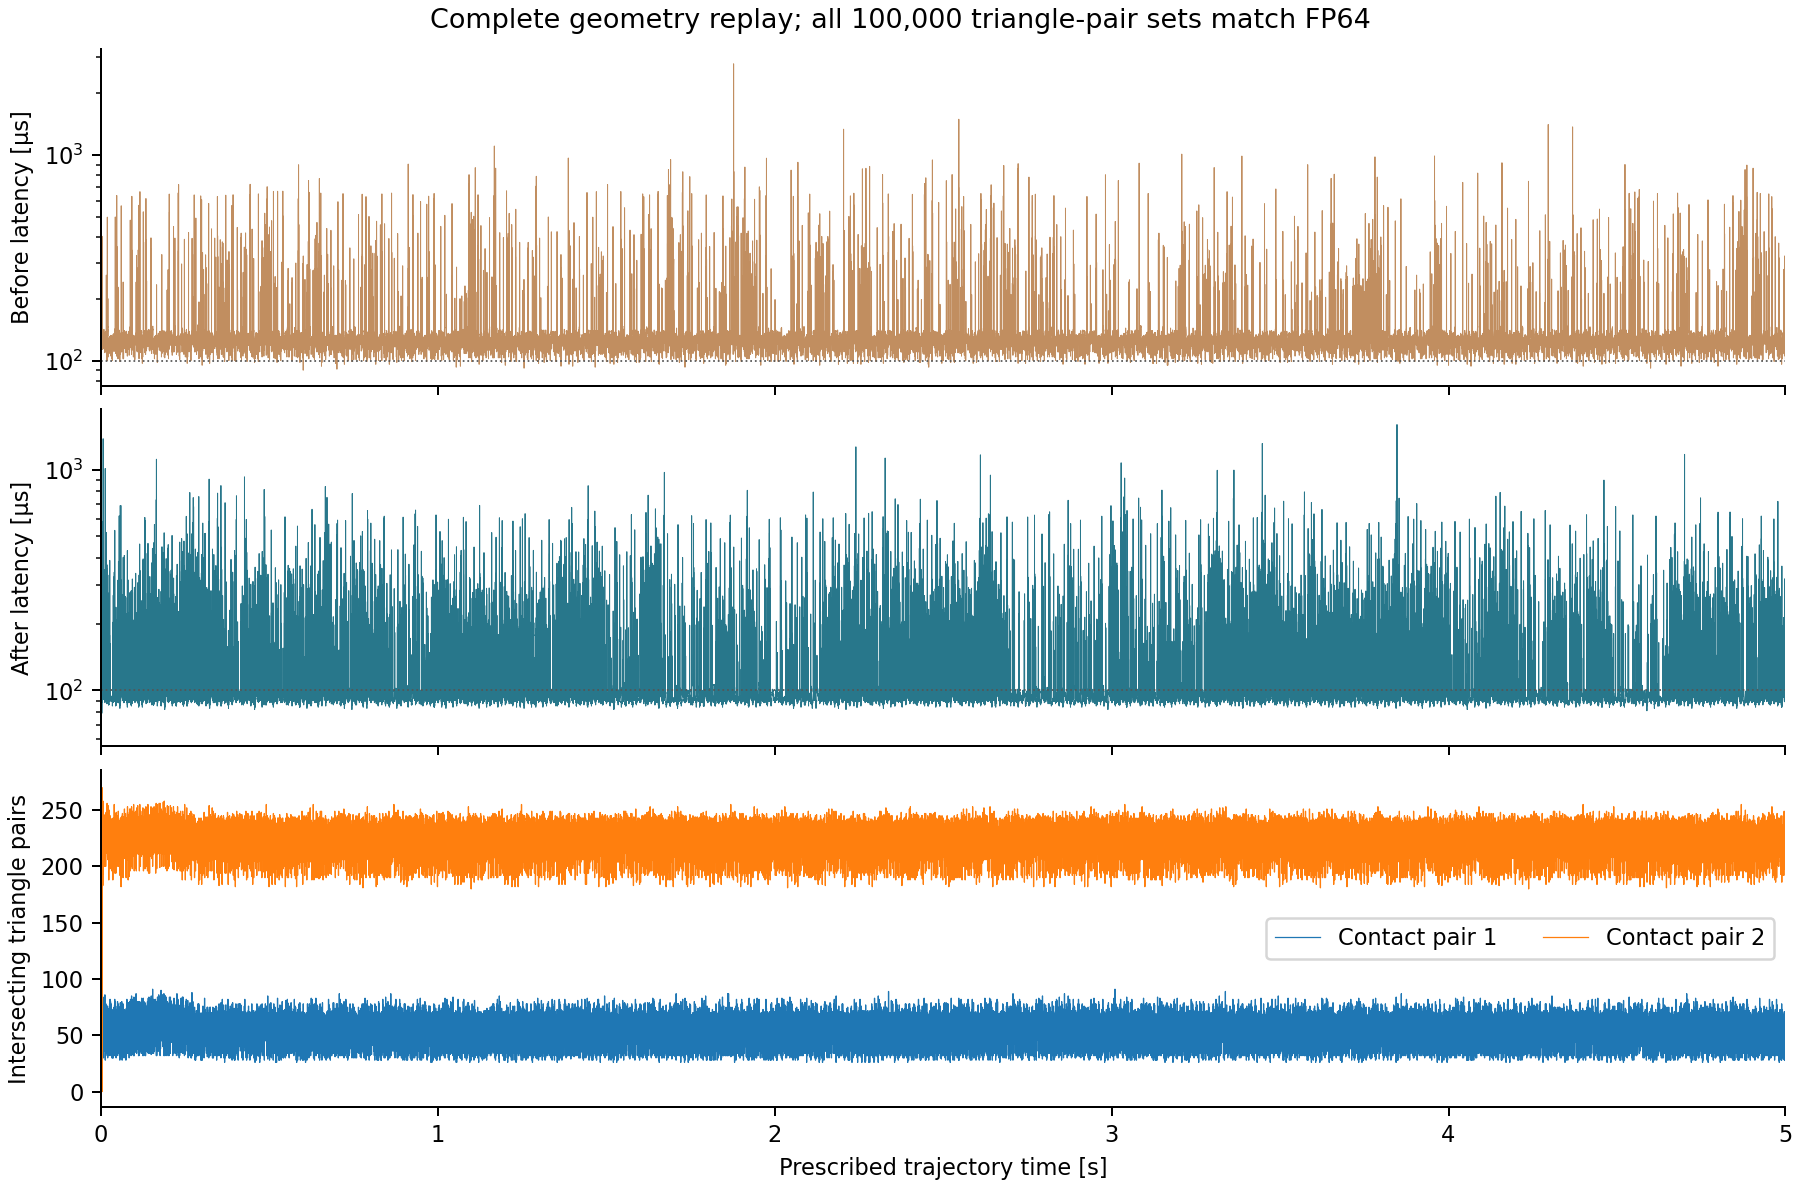 Complete geometry replay; all 100,000 triangle-pair sets match FP64
Before latency [µs]
10³
10²
After latency [µs]
10³
10²
Intersecting triangle pairs
250
200
150
100
50
0
Contact pair 1
Contact pair 2
0 1 2 3 4 5
Prescribed trajectory time [s]